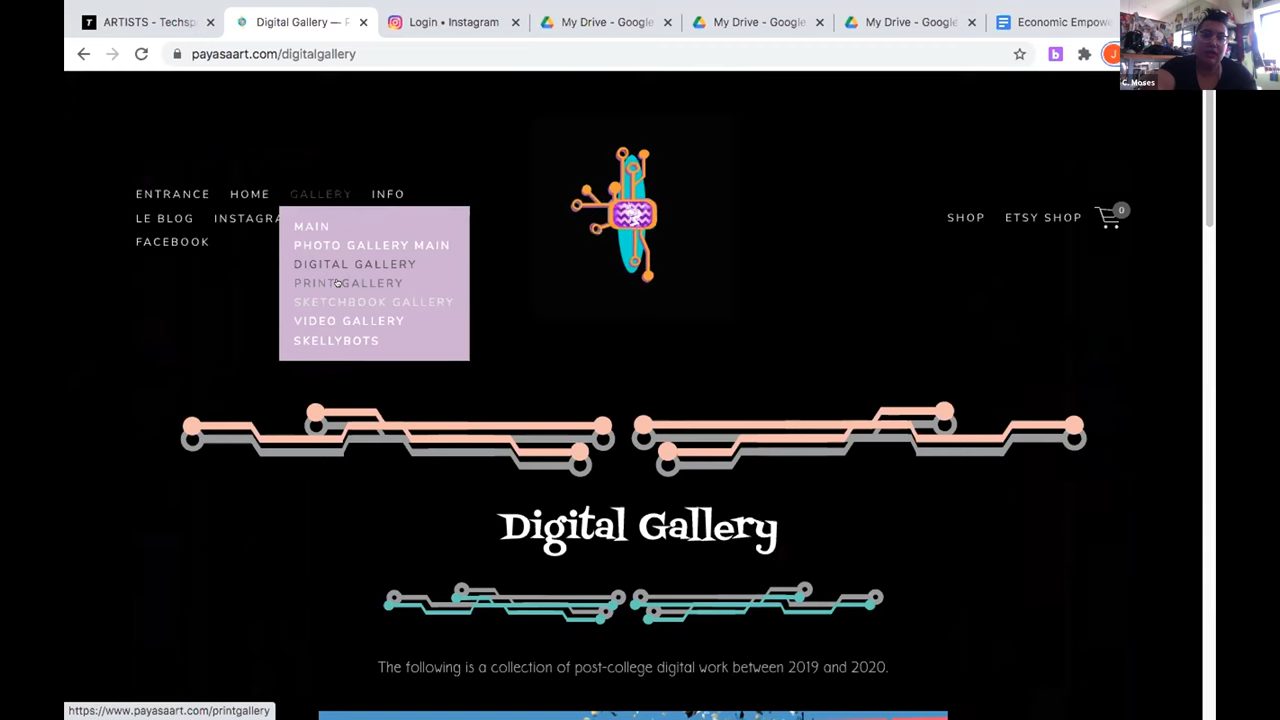 ARTISTS - Techsp
Digital Gallery — 
Login • Instagram
My Drive - Google
My Drive - Google
My Drive - Google
Economic Empow
payasaart.com/digitalgallery
b
J
C. Moses
ENTRANCE HOME GALLERY INFO
LE BLOG INSTAGRA
FACEBOOK
MAIN
PHOTO GALLERY MAIN
DIGITAL GALLERY
PRINT GALLERY
SKETCHBOOK GALLERY
VIDEO GALLERY
SKELLYBOTS
SHOP ETSY SHOP 0
Digital Gallery
The following is a collection of post-college digital work between 2019 and 2020.
https://www.payasaart.com/printgallery